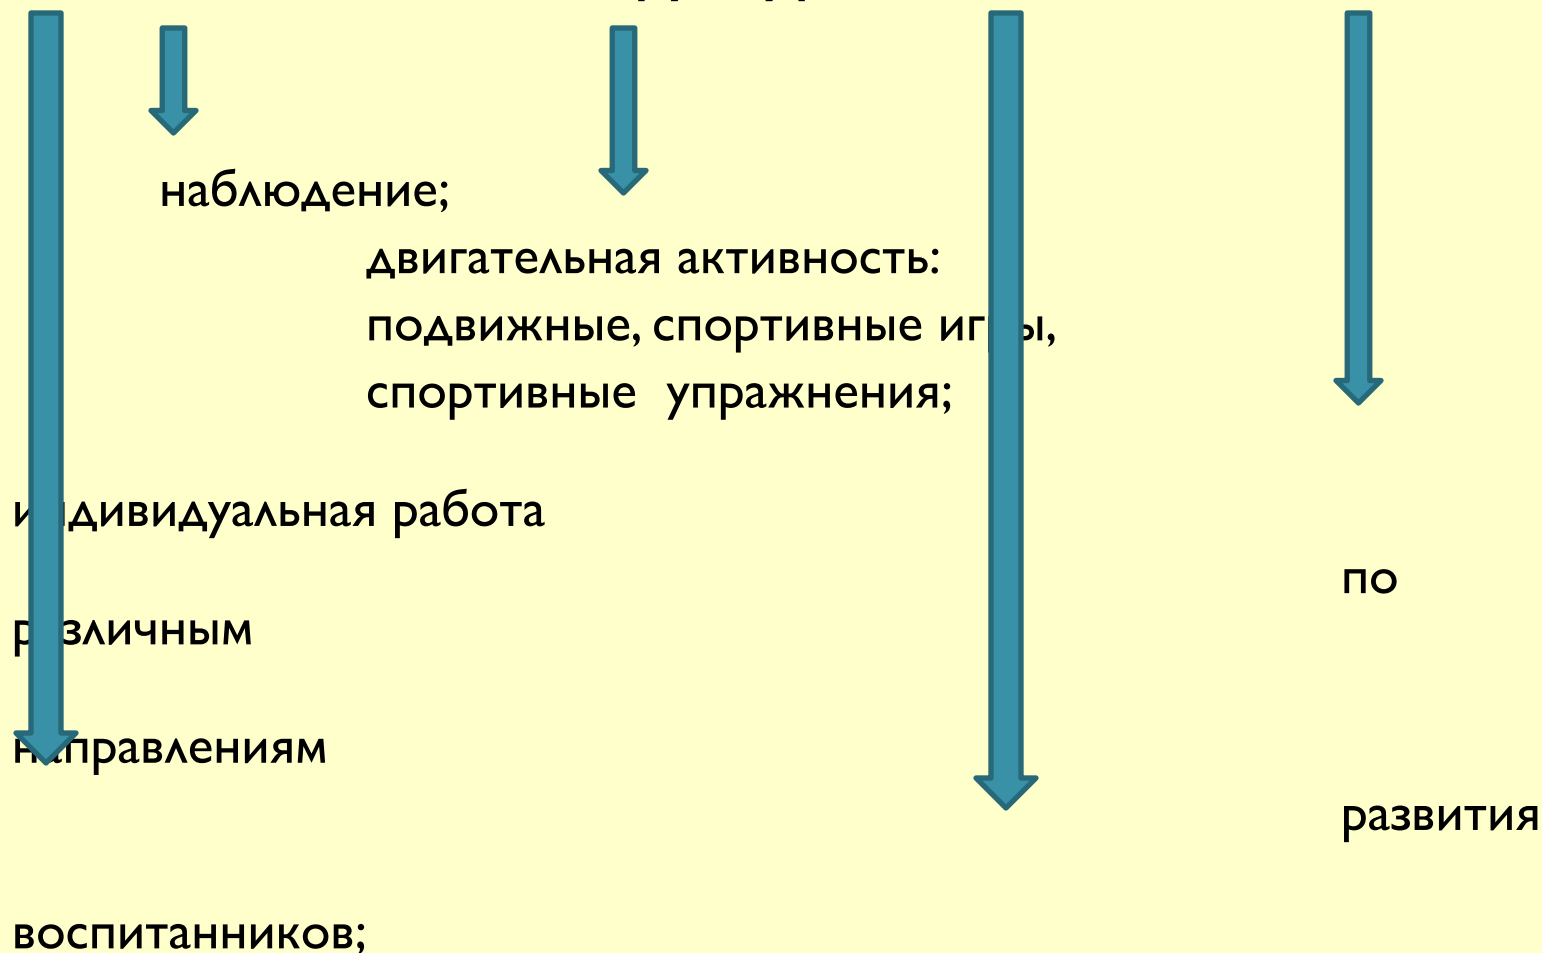 наблюдение;
двигательная активность:
подвижные, спортивные игры,
спортивные упражнения;
индивидуальная работа
по
различным
направлениям
развития
воспитанников;